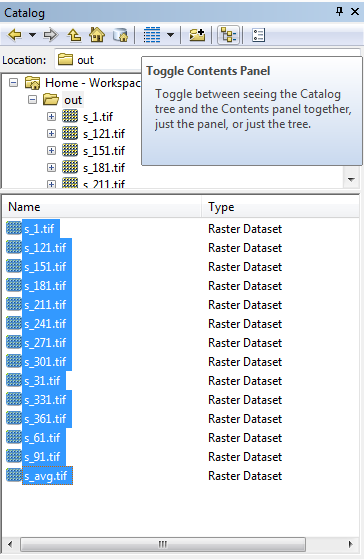 Catalog
Location: out
Toggle Contents Panel
Toggle between seeing the Catalog
tree and the Contents panel together,
just the panel, or just the tree.
Home - Workspac
out
s_1.tif
s_121.tif
s_151.tif
s_181.tif
s_211.tif
Name Type
s_1.tif Raster Dataset
s_121.tif Raster Dataset
s_151.tif Raster Dataset
s_181.tif Raster Dataset
s_211.tif Raster Dataset
s_241.tif Raster Dataset
s_271.tif Raster Dataset
s_301.tif Raster Dataset
s_31.tif Raster Dataset
s_331.tif Raster Dataset
s_361.tif Raster Dataset
s_61.tif Raster Dataset
s_91.tif Raster Dataset
s_avg.tif Raster Dataset